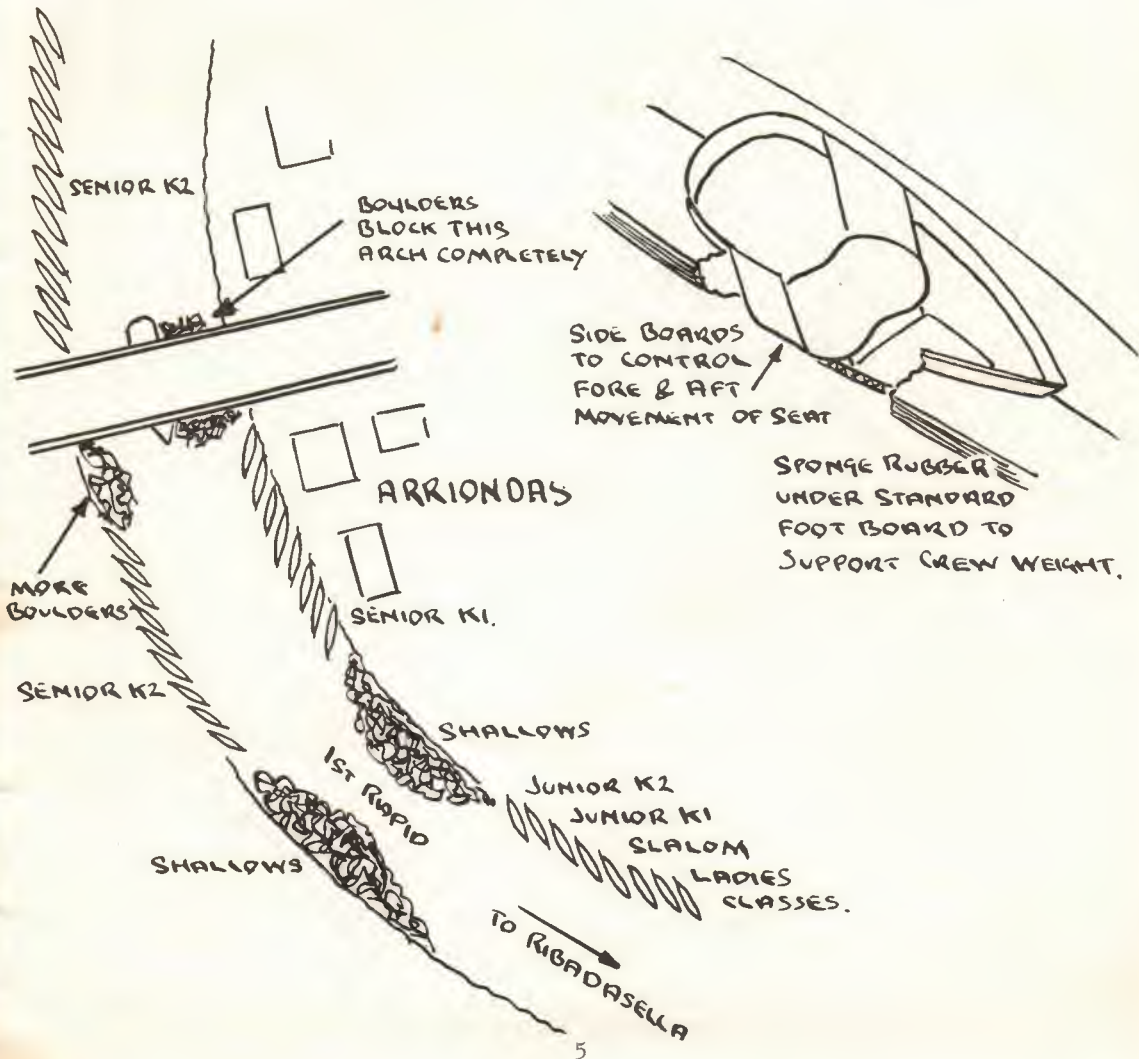 SENIOR K2
BOULDERS
BLOCK THIS
ARCH COMPLETELY
SIDE BOARDS
TO CONTROL
FORE & AFT
MOVEMENT OF SEAT
SPONGE RUBBER
UNDER STANDARD
FOOT BOARD TO
SUPPORT CREW WEIGHT.
ARRIONDAS
MORE
BOULDERS
SENIOR K1.
SENIOR K2
SHALLOWS
1ST RAPID
SHALLOWS
JUNIOR K2
JUNIOR K1
SLALOM
LADIES
CLASSES.
TO RIBADASELLA
5